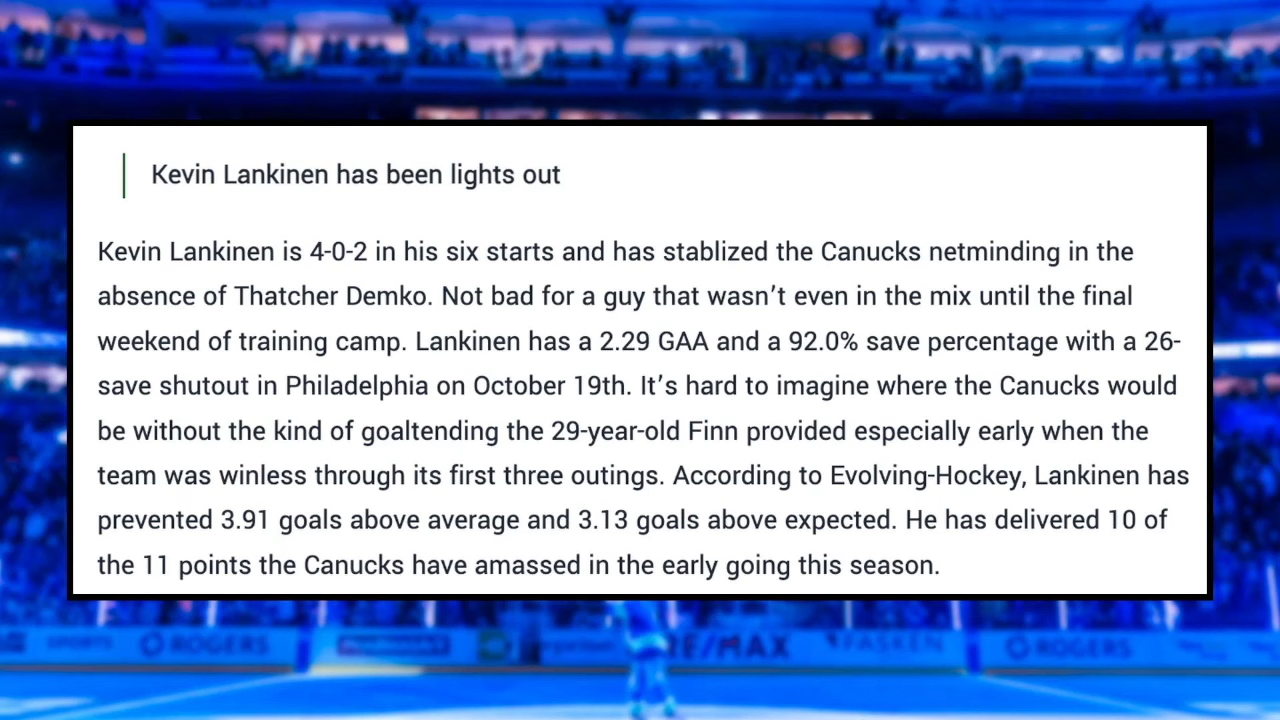 Kevin Lankinen has been lights out
Kevin Lankinen is 4-0-2 in his six starts and has stablized the Canucks netminding in the
absence of Thatcher Demko. Not bad for a guy that wasn’t even in the mix until the final
weekend of training camp. Lankinen has a 2.29 GAA and a 92.0% save percentage with a 26-
save shutout in Philadelphia on October 19th. It’s hard to imagine where the Canucks would
be without the kind of goaltending the 29-year-old Finn provided especially early when the
team was winless through its first three outings. According to Evolving-Hockey, Lankinen has
prevented 3.91 goals above average and 3.13 goals above expected. He has delivered 10 of
the 11 points the Canucks have amassed in the early going this season.
SPORTS ROGERS RE/MAX FASKEN ROGERS